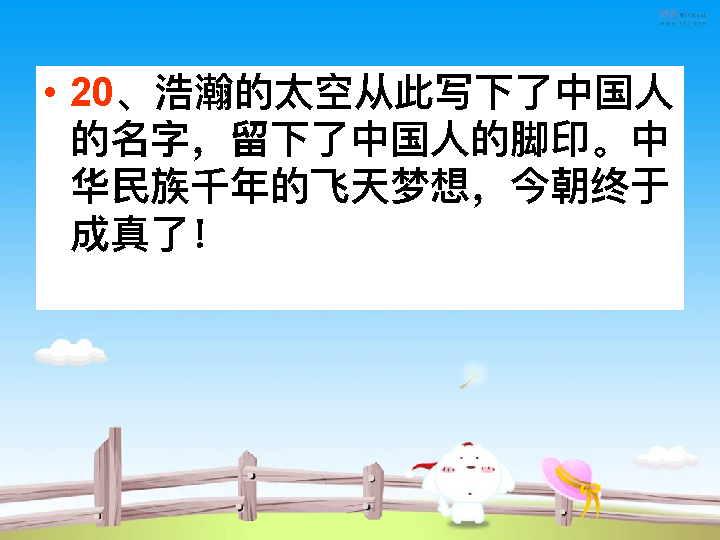 • 20、浩瀚的太空从此写下了中国人
的名字，留下了中国人的脚印。中
华民族千年的飞天梦想，今朝终于
成真了！